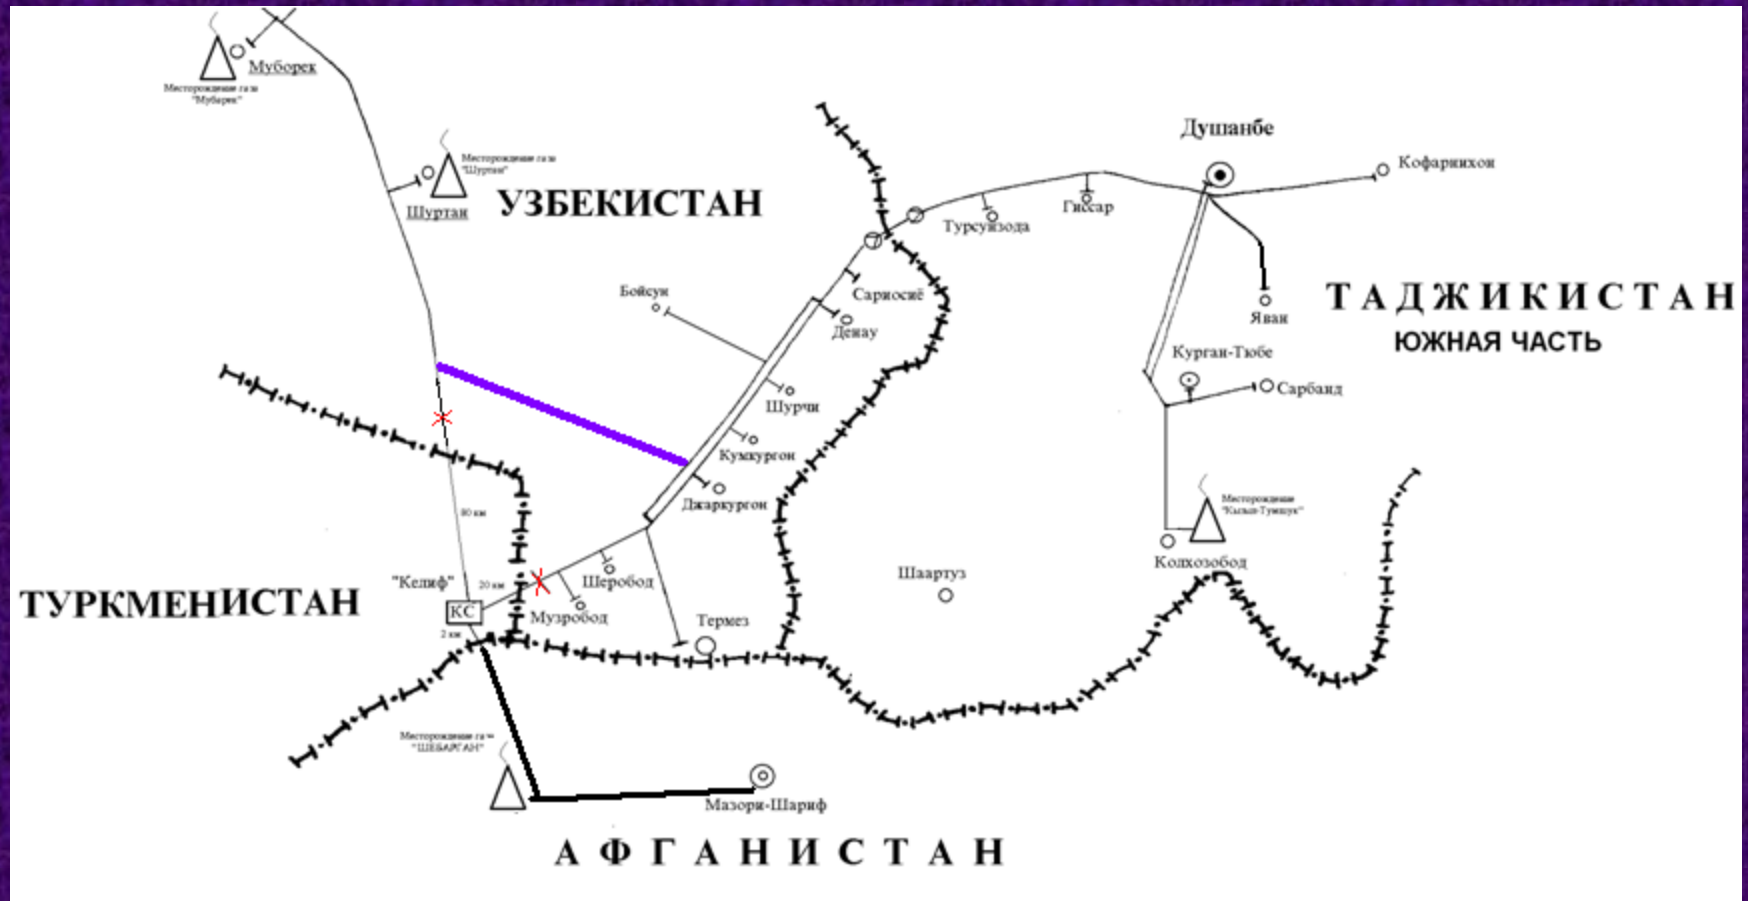 Муборек
Месторождение газа
"Мубарек"
Месторождение газа
"Шуртан"
Шуртан
УЗБЕКИСТАН
Душанбе
Кофарнихон
Турсунзода
Гиссар
Сариосиё
Бойсун
Денау
Яван
ТАДЖИКИСТАН
ЮЖНАЯ ЧАСТЬ
Курган-Тюбе
Сарбанд
Шурчи
Кумкургон
Джаркургон
80 км
Месторождение
"Кызыл-Тумшук"
Колхозобод
"Келиф"
20 км
Шеробод
Шаартуз
ТУРКМЕНИСТАН
КС
Музробод
Термез
2 км
Месторождение газ
"ШЕБАРГАН"
Мазори-Шариф
АФГАНИСТАН